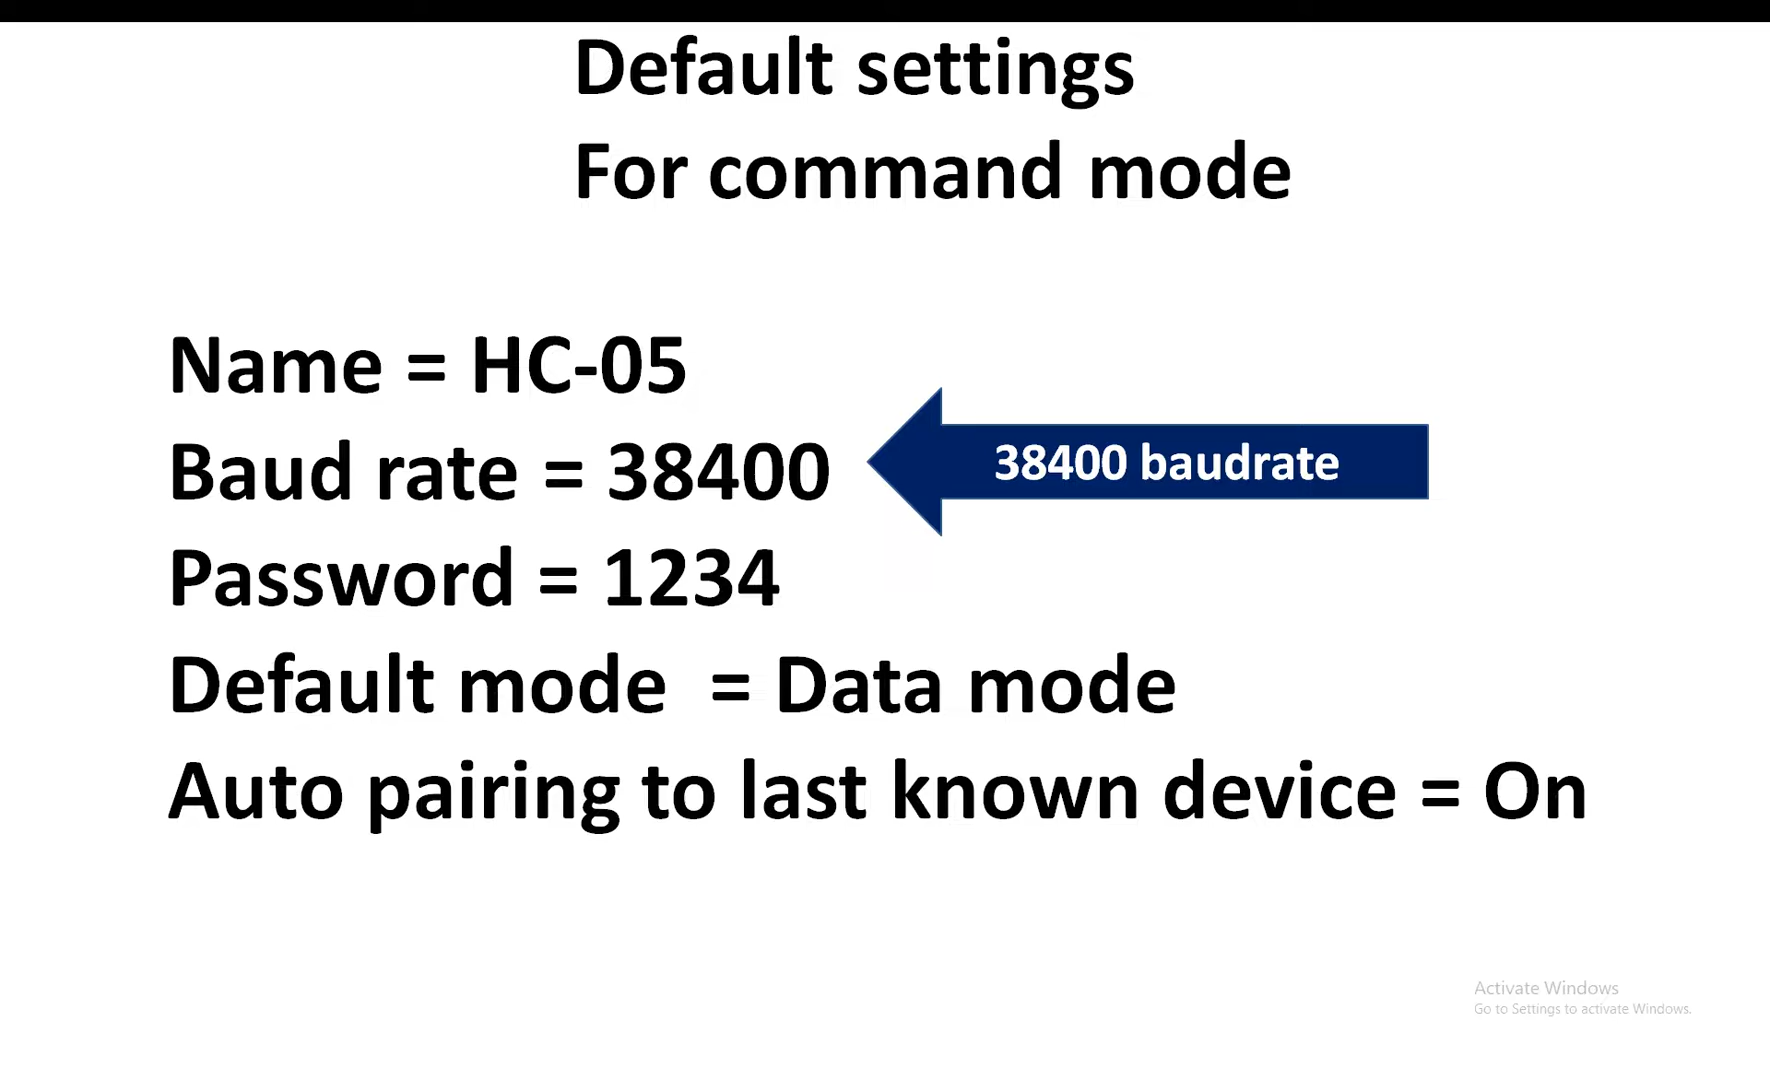 Default settings
For command mode
Name = HC-05
Baud rate = 38400
38400 baudrate
Password = 1234
Default mode  = Data mode
Auto pairing to last known device = On
Activate Windows
Go to Settings to activate Windows.